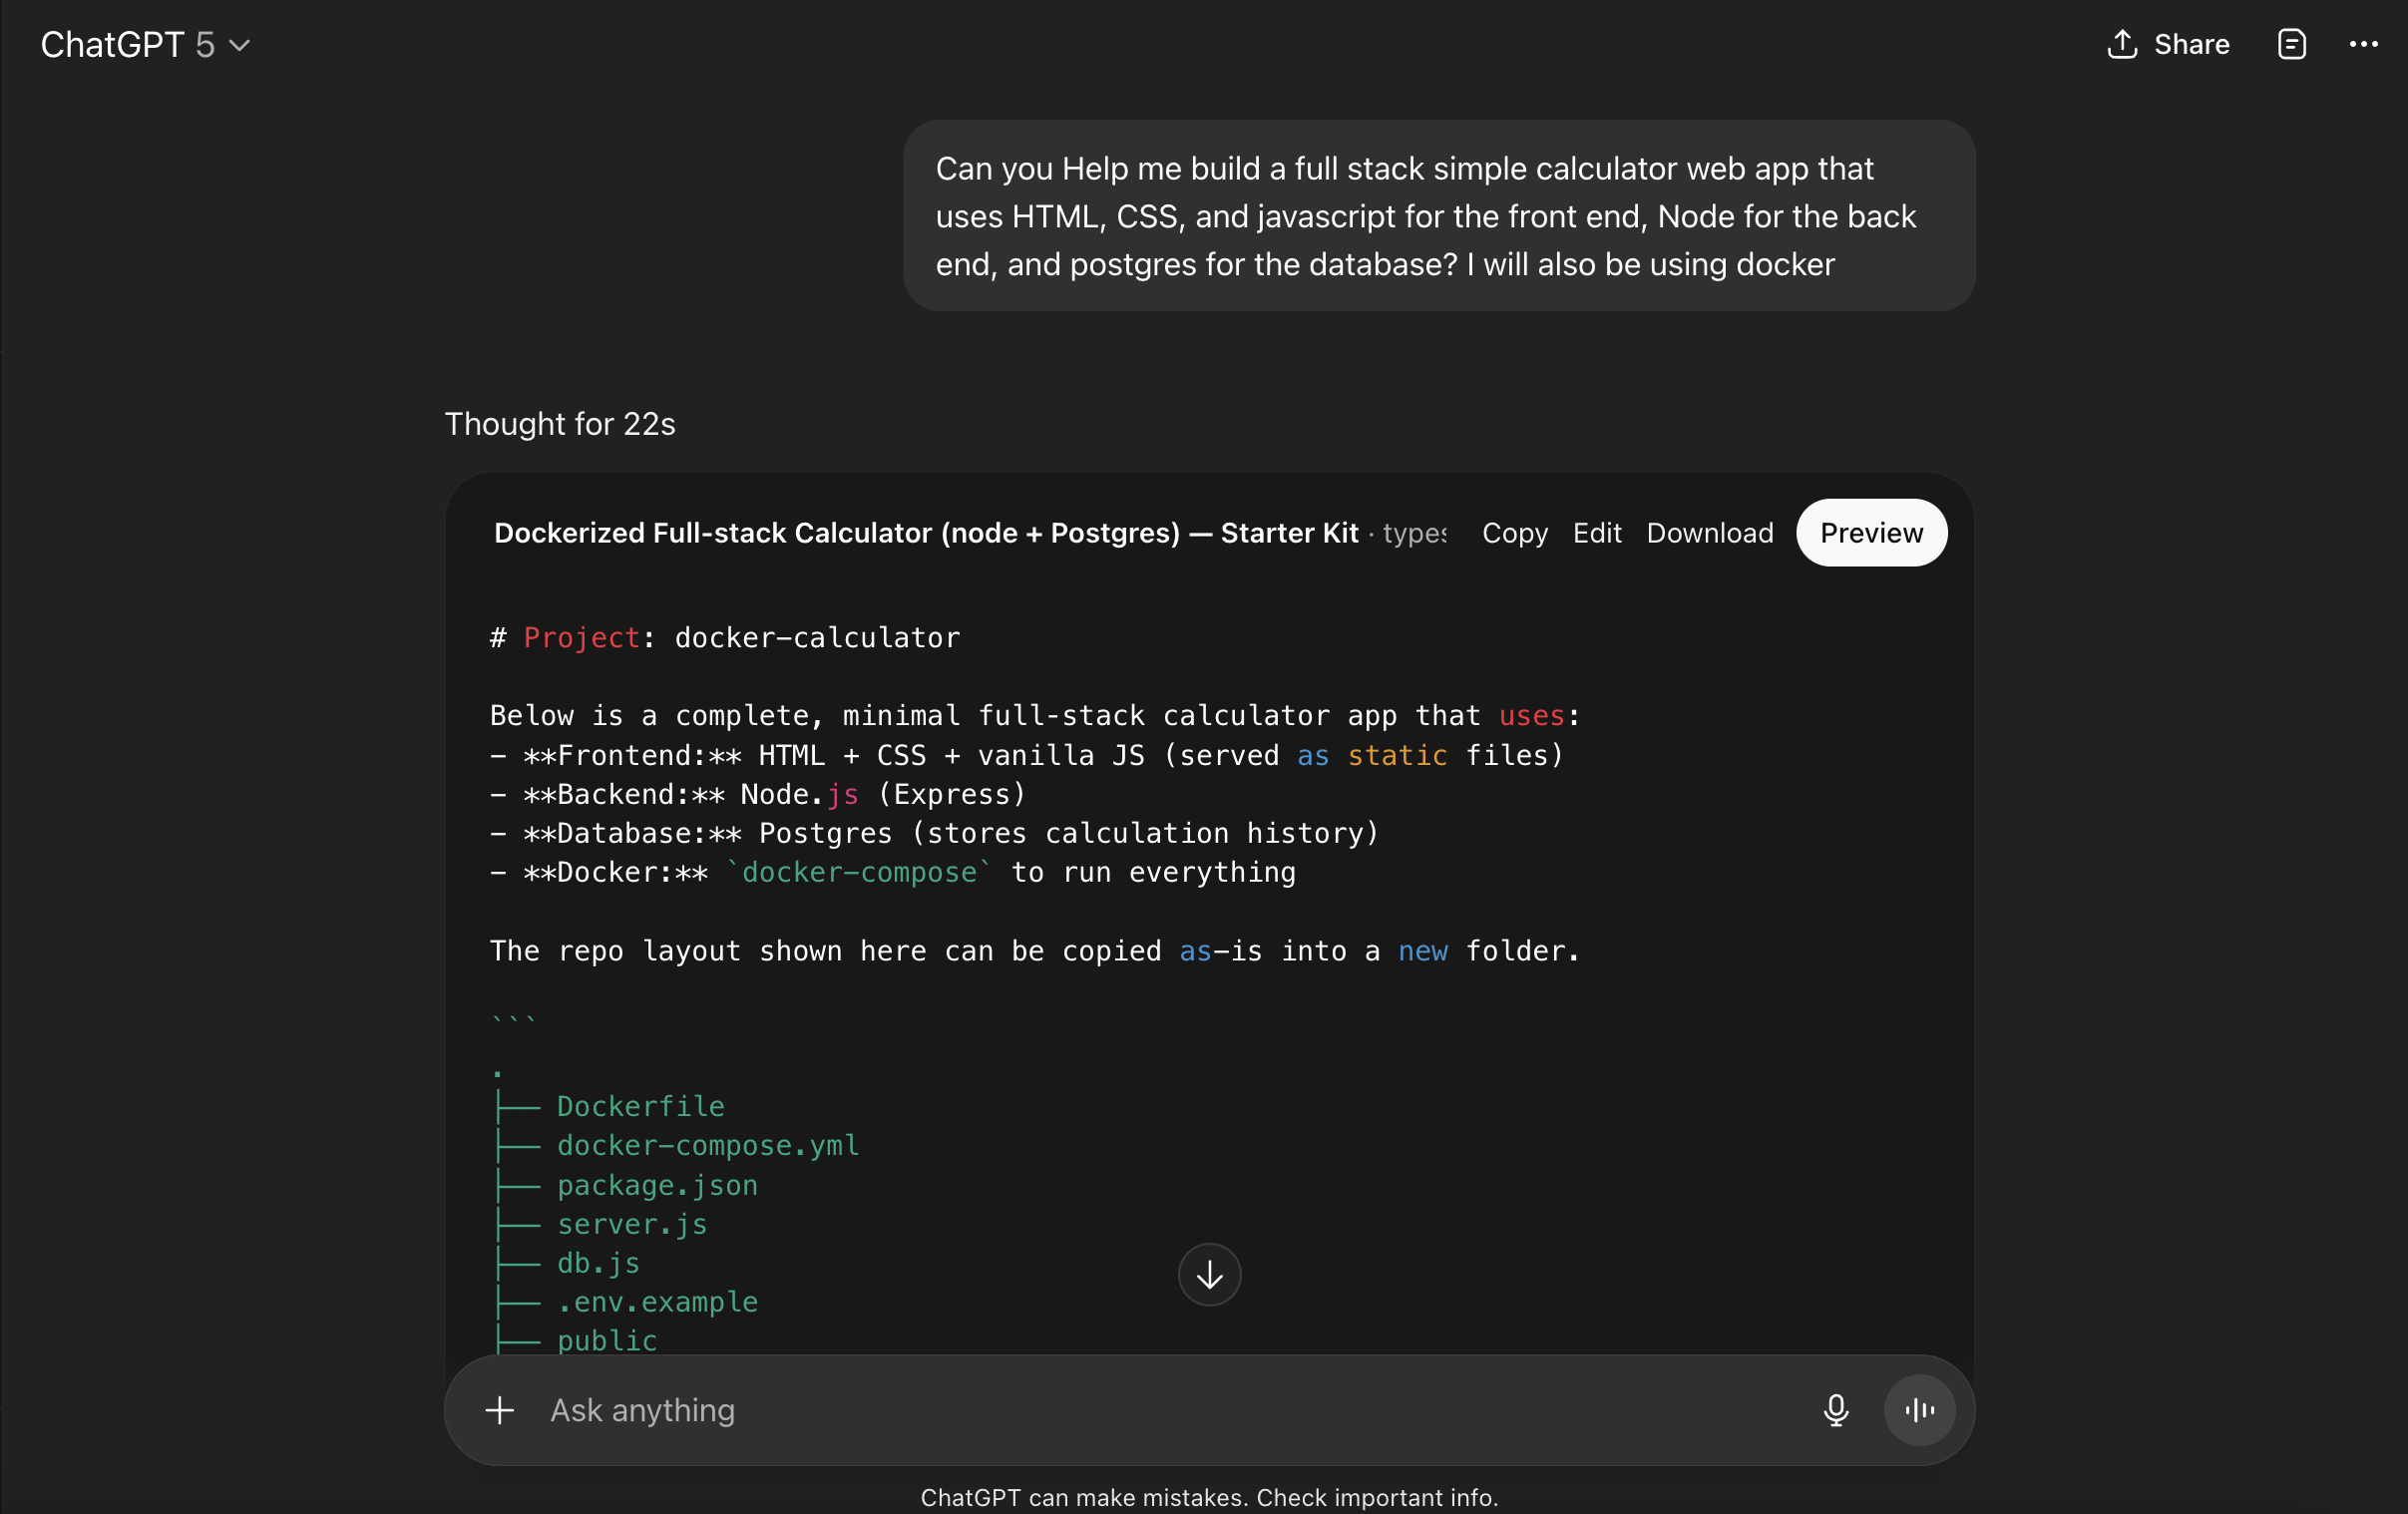 ChatGPT 5
Share
Can you Help me build a full stack simple calculator web app that
uses HTML, CSS, and javascript for the front end, Node for the back
end, and postgres for the database? I will also be using docker
Thought for 22s
Dockerized Full-stack Calculator (node + Postgres) — Starter Kit · types Copy Edit Download Preview
# Project: docker-calculator
Below is a complete, minimal full-stack calculator app that uses:
- **Frontend:** HTML + CSS + vanilla JS (served as static files)
- **Backend:** Node.js (Express)
- **Database:** Postgres (stores calculation history)
- **Docker:** `docker-compose` to run everything
The repo layout shown here can be copied as-is into a new folder.
```
.
├── Dockerfile
├── docker-compose.yml
├── package.json
├── server.js
├── db.js
├── .env.example
├── public
Ask anything
ChatGPT can make mistakes. Check important info.